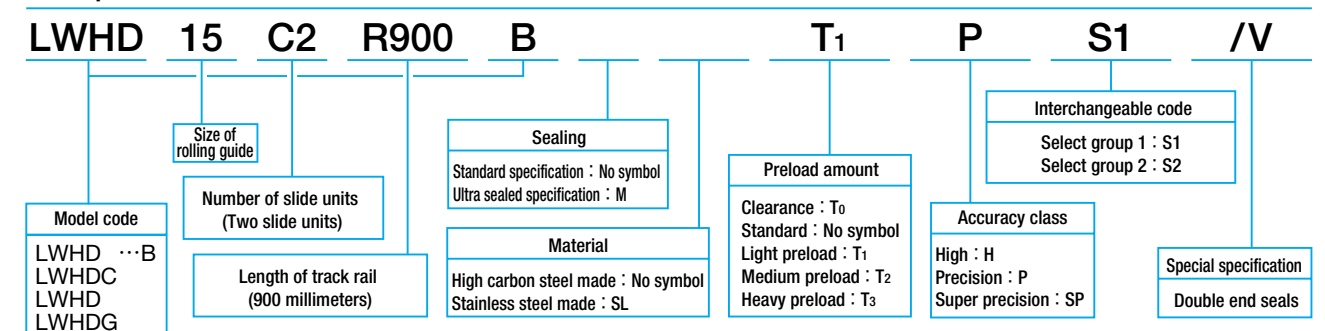 LWHD 15 C2 R900 B T1 P S1 /V
Size of
rolling guide
Number of slide units
(Two slide units)
Length of track rail
(900 millimeters)
Model code
LWHD …B
LWHDC
LWHD
LWHDG
Sealing
Standard specification：No symbol
Ultra sealed specification：M
Material
High carbon steel made：No symbol
Stainless steel made：SL
Preload amount
Clearance：T0
Standard：No symbol
Light preload：T1
Medium preload：T2
Heavy preload：T3
Interchangeable code
Select group 1：S1
Select group 2：S2
Accuracy class
High：H
Precision：P
Super precision：SP
Special specification
Double end seals